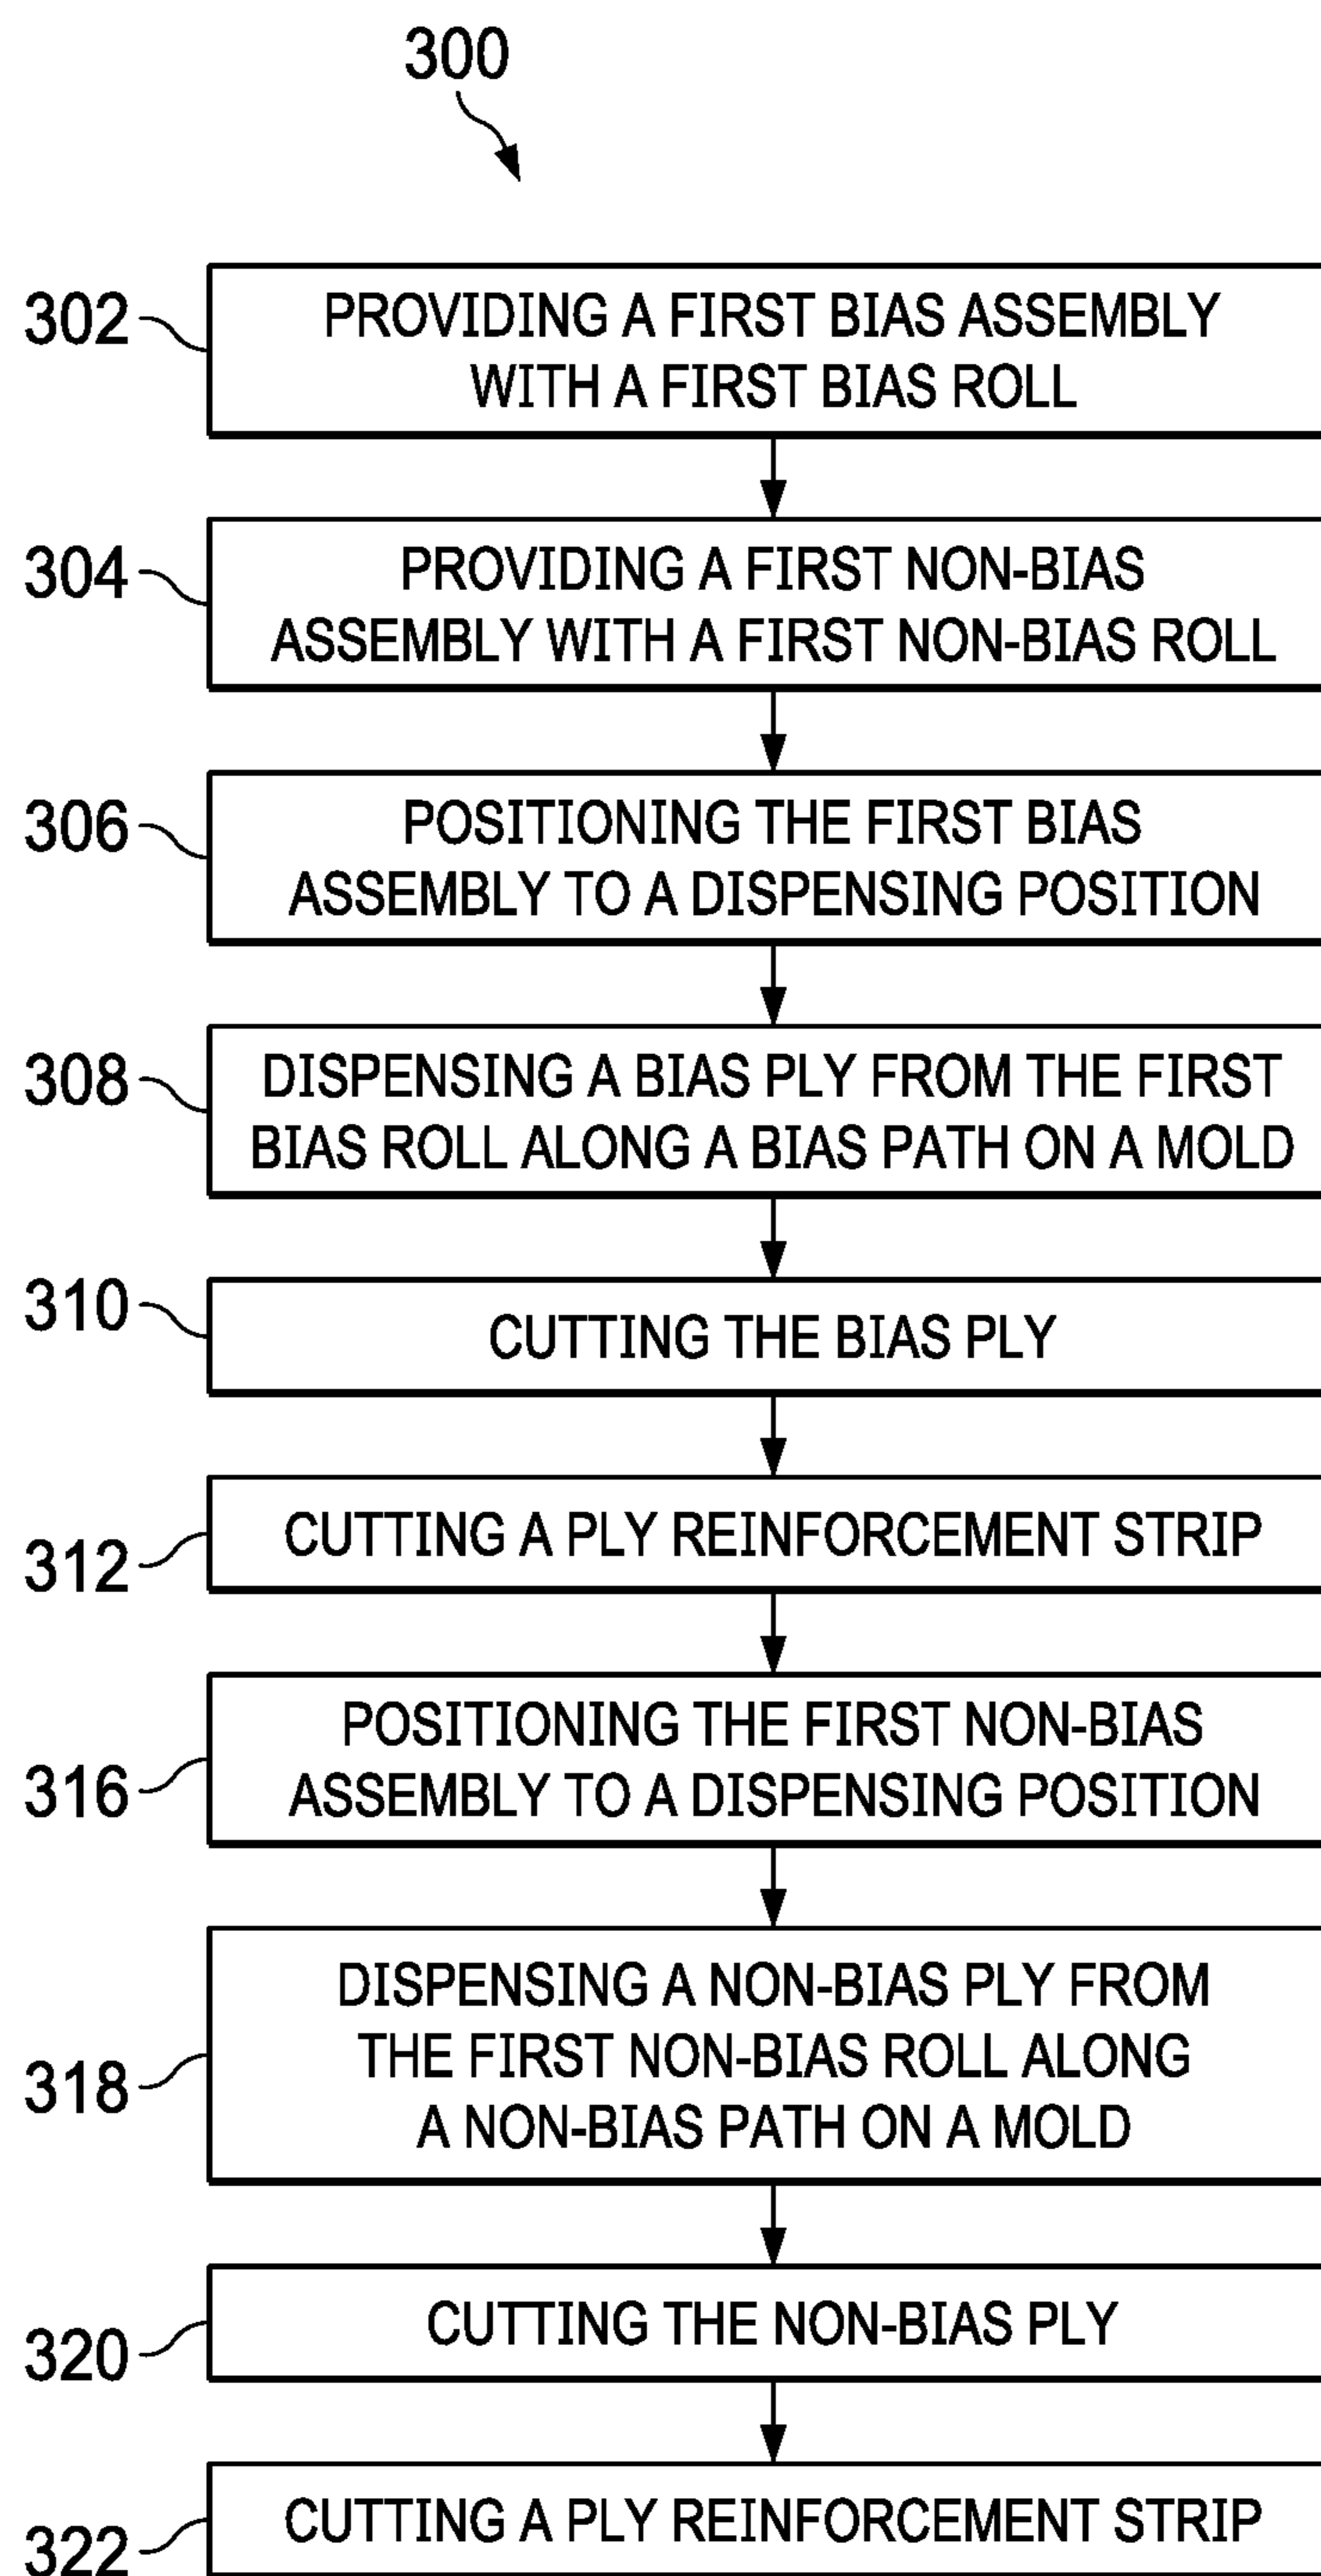 300
302
PROVIDING A FIRST BIAS ASSEMBLY
WITH A FIRST BIAS ROLL
304
PROVIDING A FIRST NON-BIAS
ASSEMBLY WITH A FIRST NON-BIAS ROLL
306
POSITIONING THE FIRST BIAS
ASSEMBLY TO A DISPENSING POSITION
308
DISPENSING A BIAS PLY FROM THE FIRST
BIAS ROLL ALONG A BIAS PATH ON A MOLD
310
CUTTING THE BIAS PLY
312
CUTTING A PLY REINFORCEMENT STRIP
316
POSITIONING THE FIRST NON-BIAS
ASSEMBLY TO A DISPENSING POSITION
318
DISPENSING A NON-BIAS PLY FROM
THE FIRST NON-BIAS ROLL ALONG
A NON-BIAS PATH ON A MOLD
320
CUTTING THE NON-BIAS PLY
322
CUTTING A PLY REINFORCEMENT STRIP